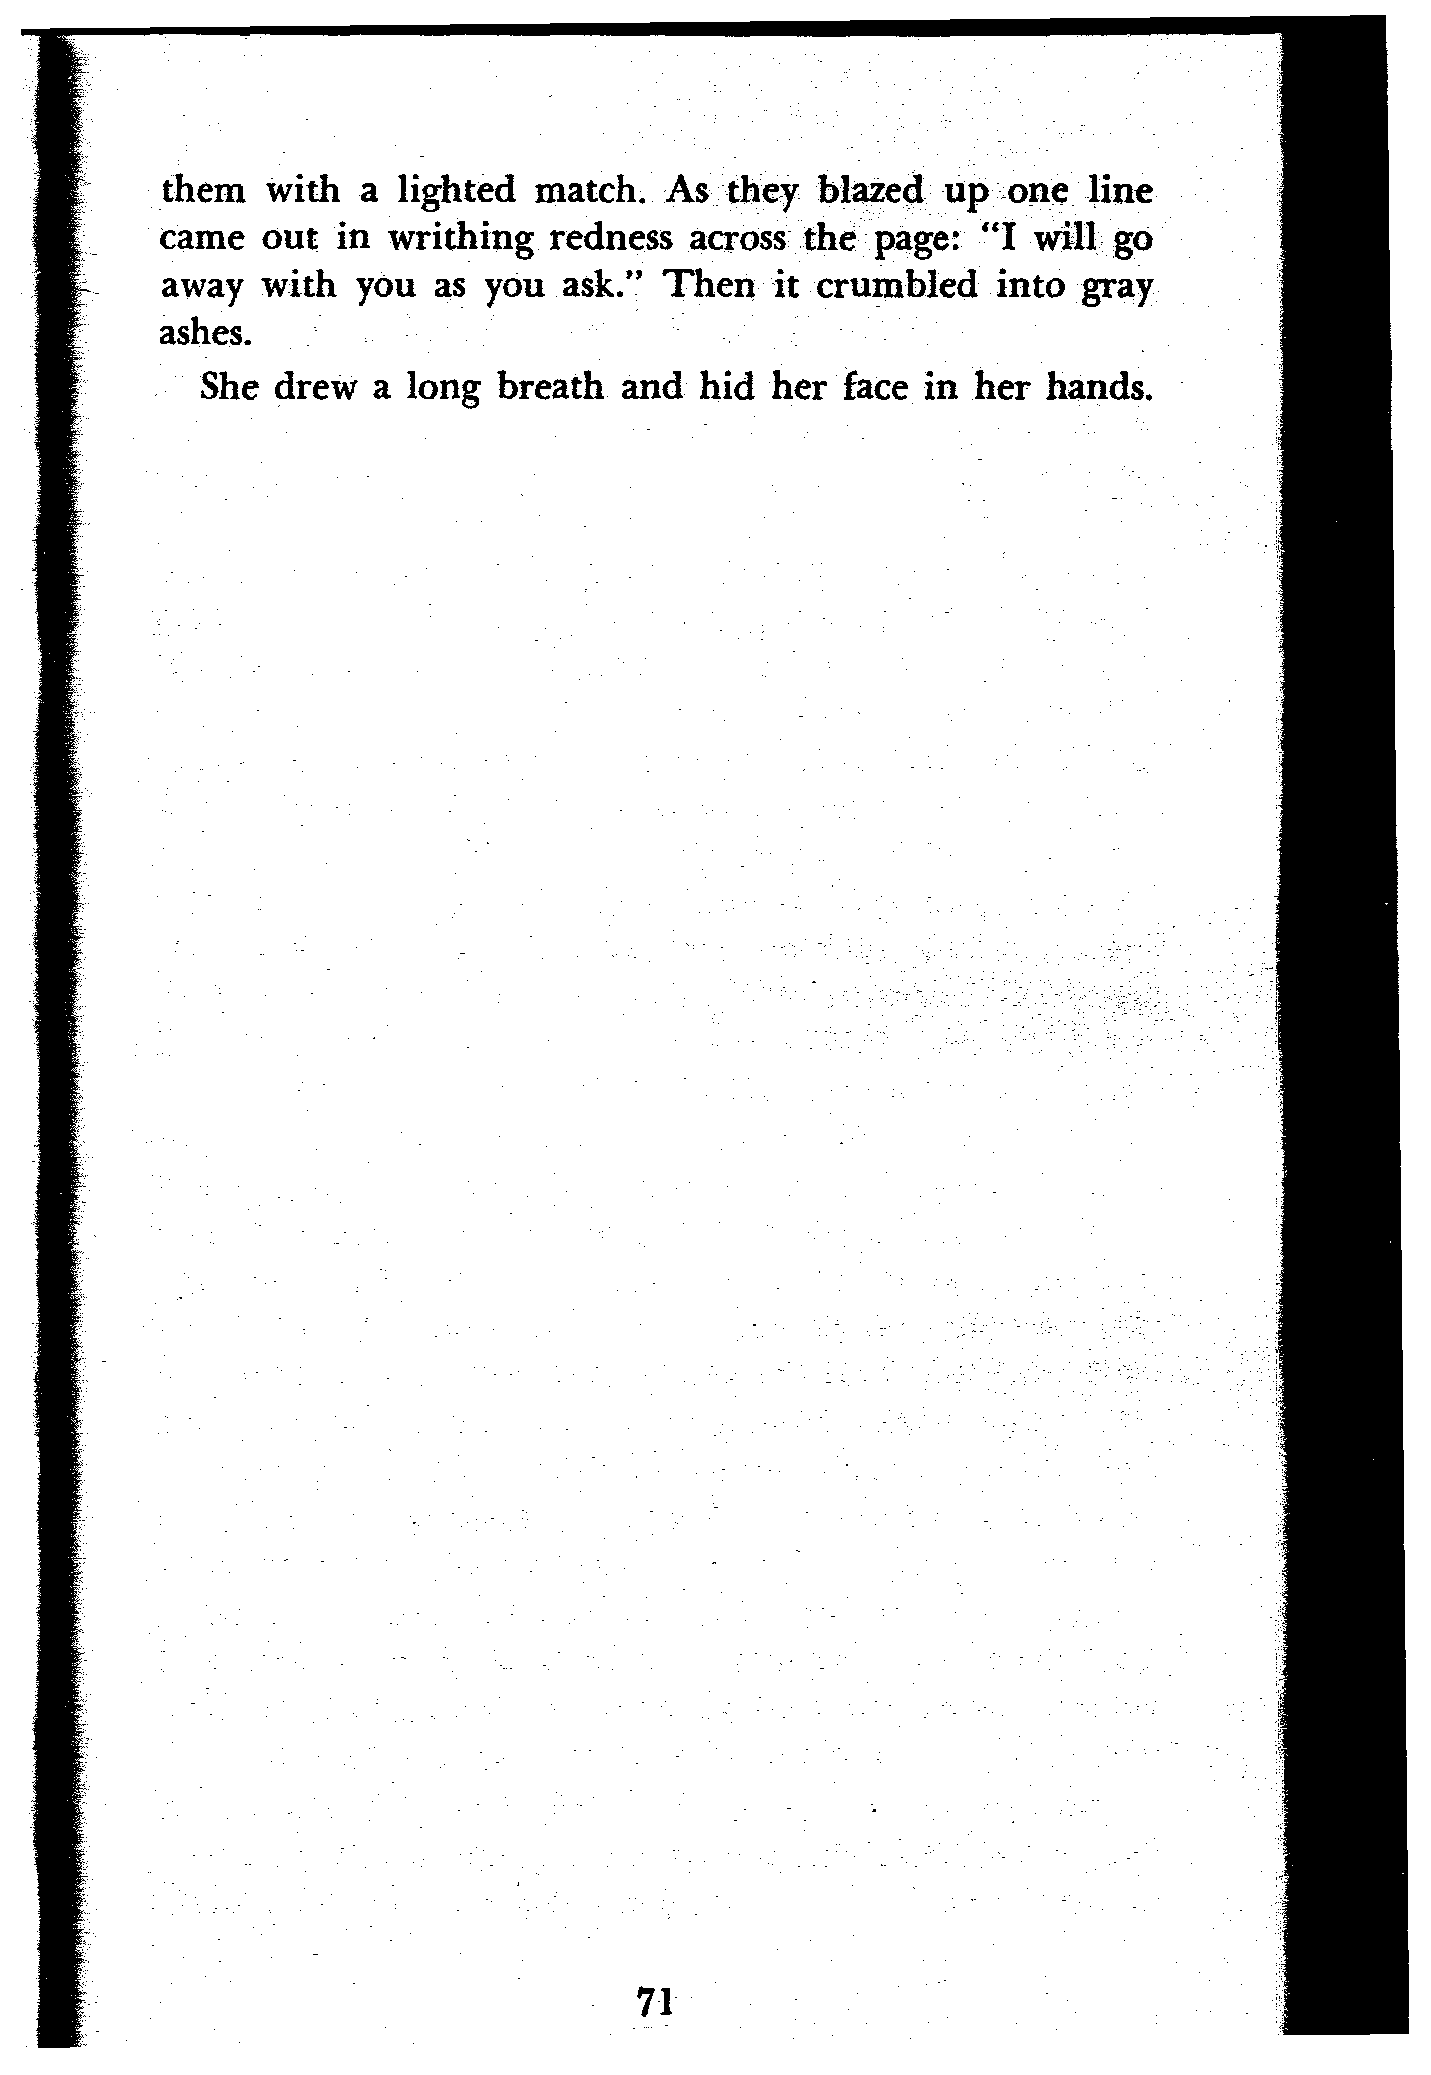 them with a lighted match. As they blazed up one line
came out in writhing redness across the page: “I will go
away with you as you ask.” Then it crumbled into gray
ashes.
She drew a long breath and hid her face in her hands.
71